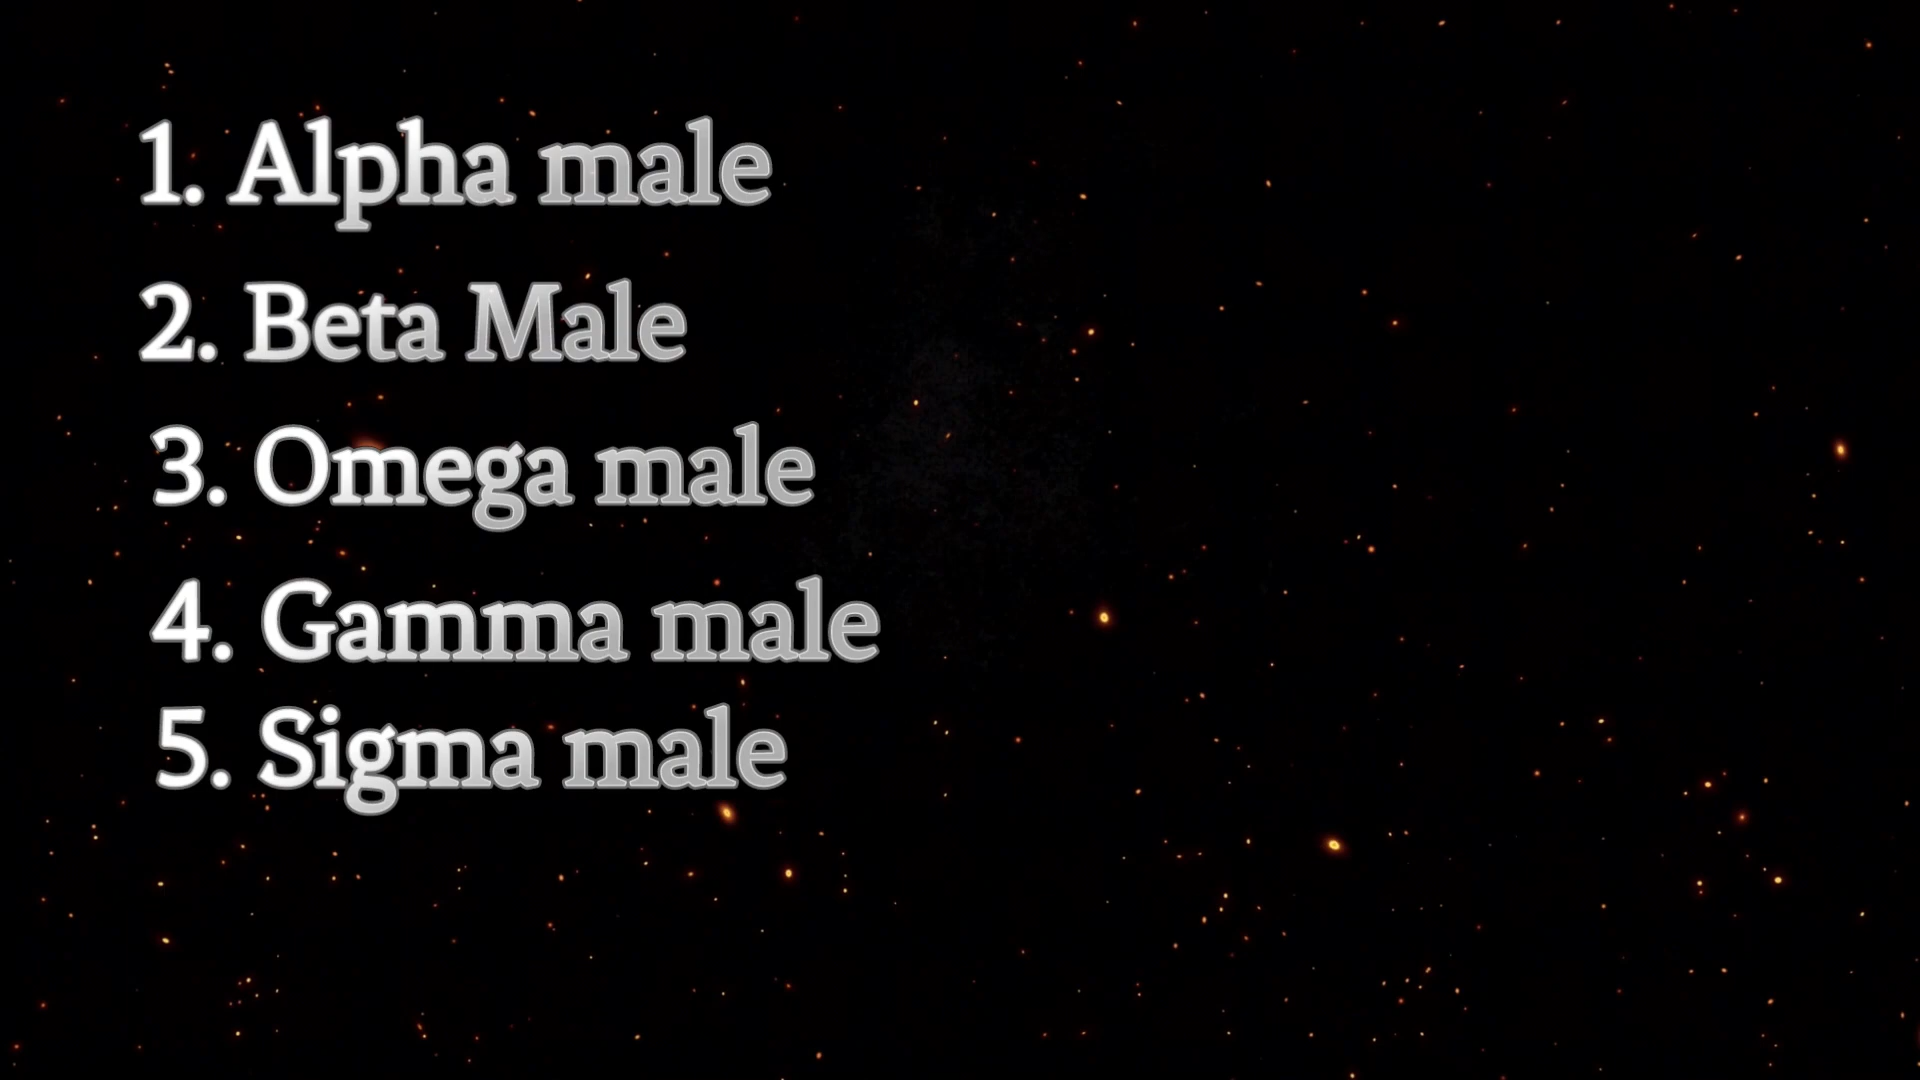 1. Alpha male
2. Beta Male
3. Omega male
4. Gamma male
5. Sigma male